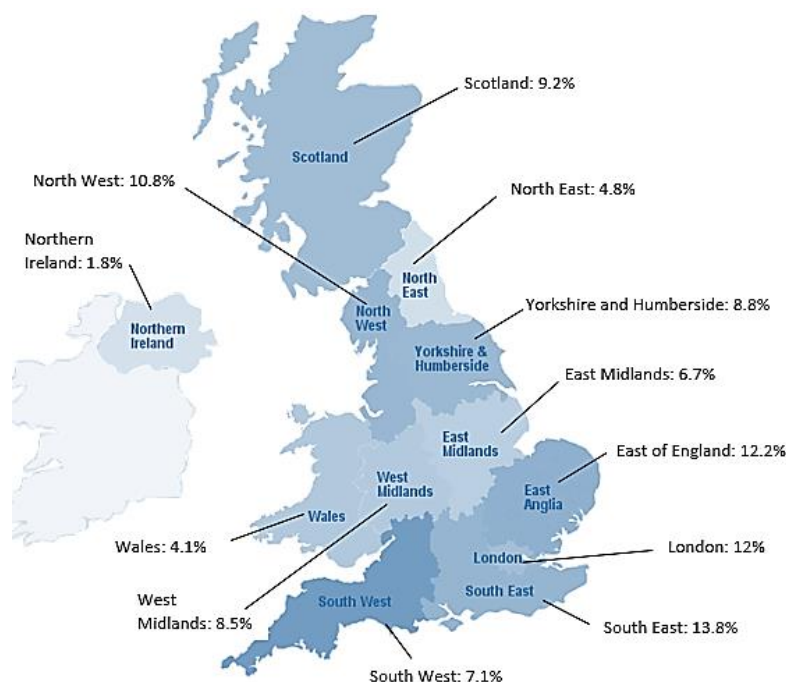 Scotland: 9.2%
Scotland
North West: 10.8%
North East: 4.8%
Northern
Ireland: 1.8%
North
East
Yorkshire and Humberside: 8.8%
North
West
Northern
Ireland
Yorkshire &
Humberside
East Midlands: 6.7%
East
Midlands
East of England: 12.2%
West
Midlands
East
Anglia
Wales
Wales: 4.1%
London
London: 12%
West
Midlands: 8.5%
South West
South East
South East: 13.8%
South West: 7.1%